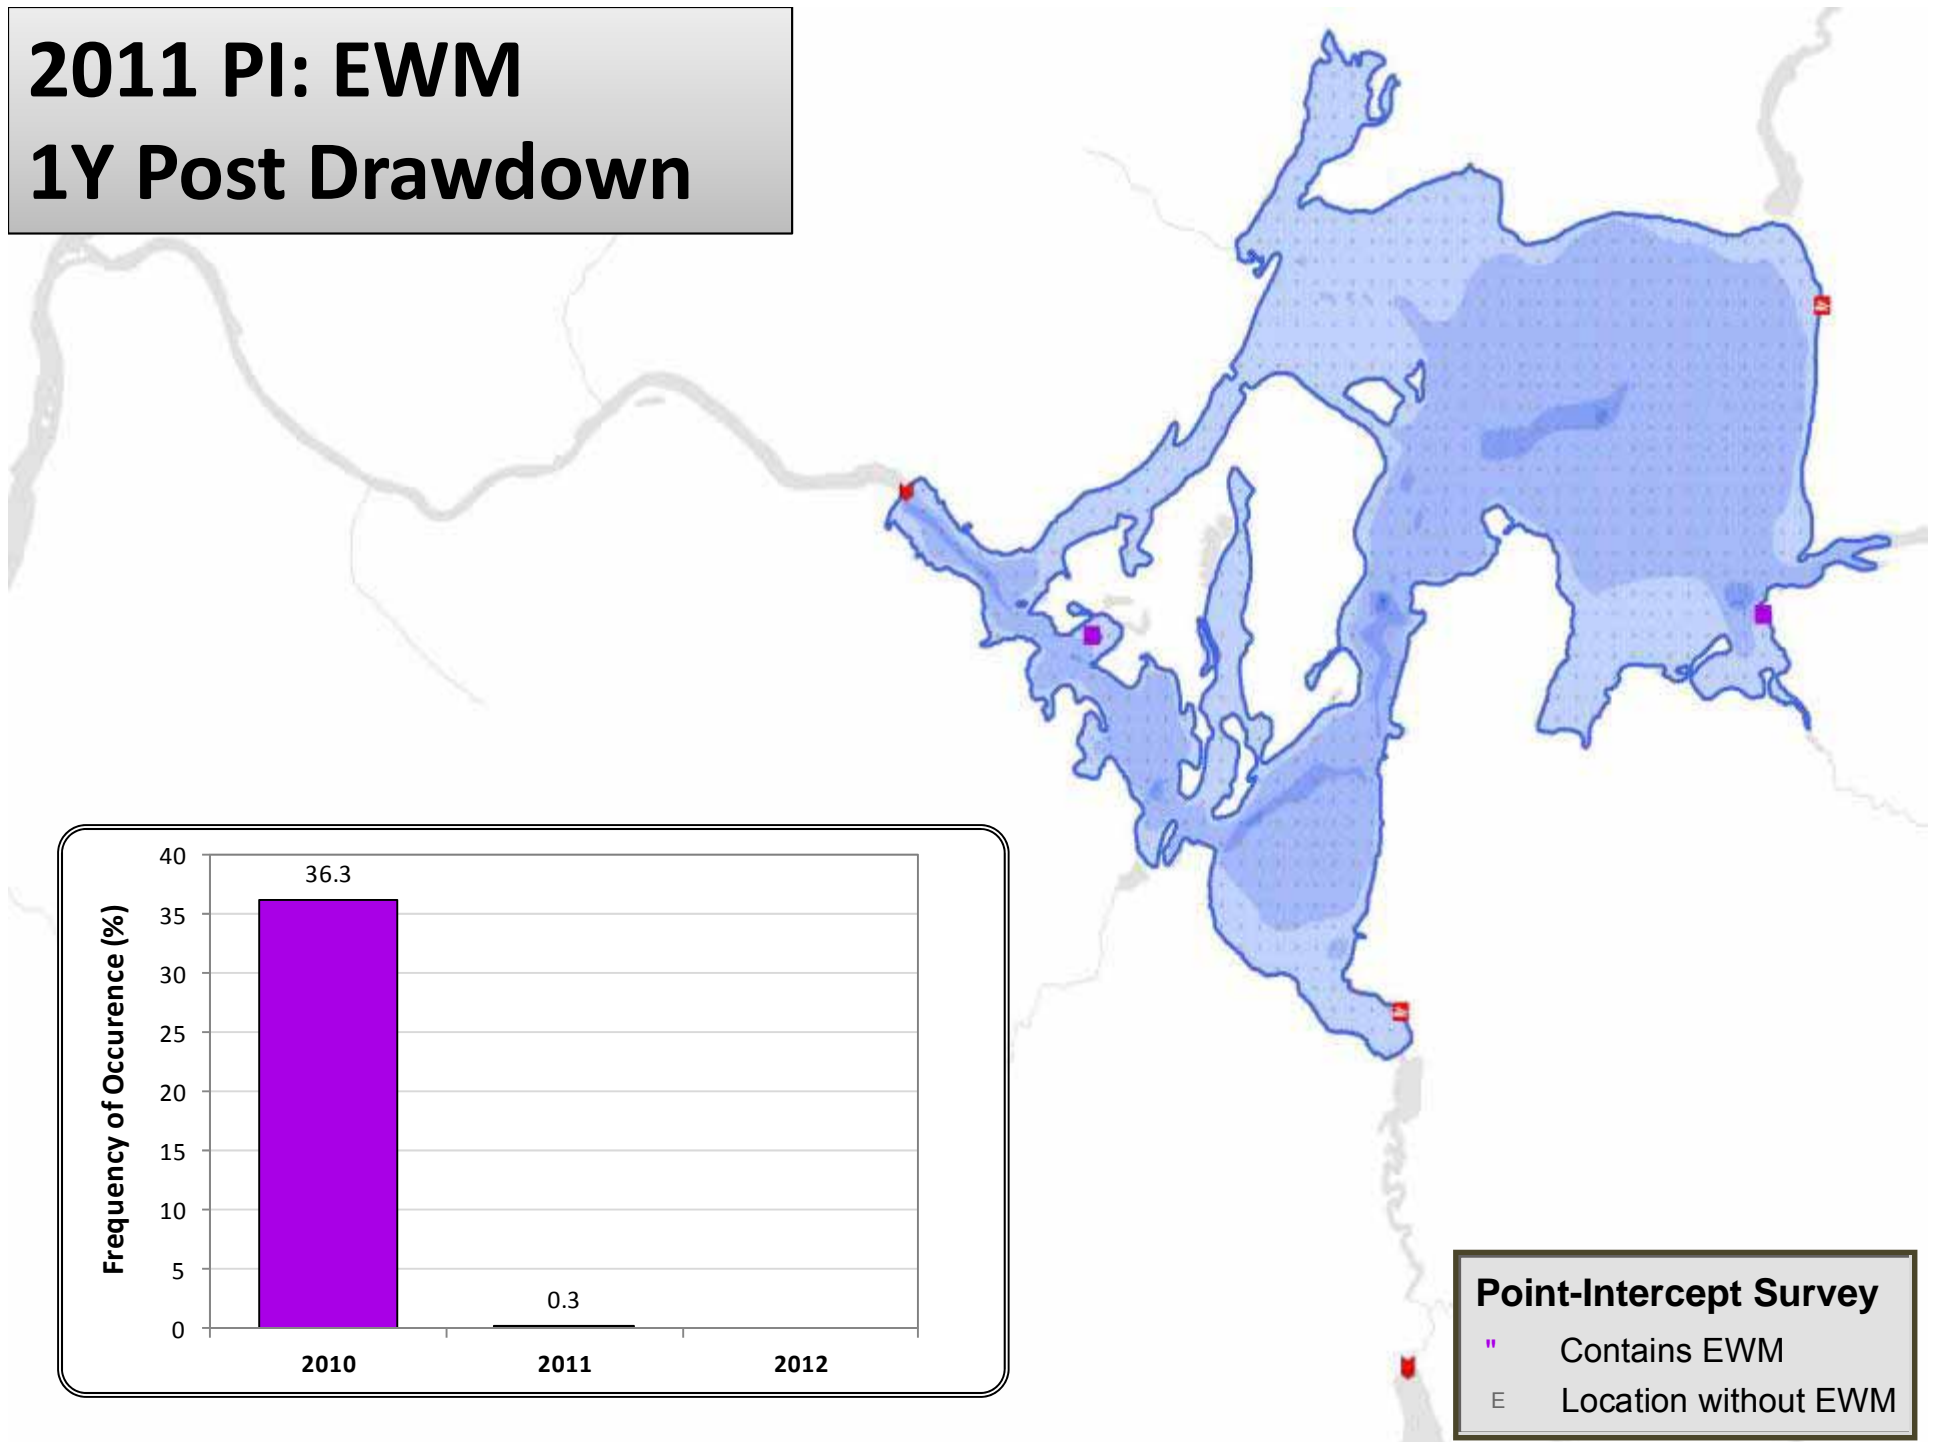 2011 PI: EWM
1Y Post Drawdown
Frequency of Occurence (%)
40
35
30
25
20
15
10
5
0
36.3
0.3
2010
2011
2012
Point-Intercept Survey
" Contains EWM
E Location without EWM